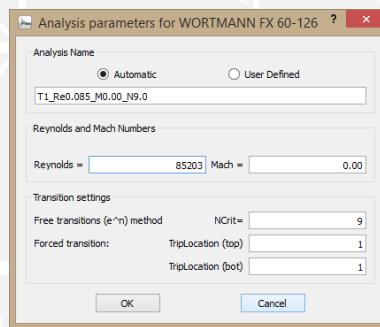 Analysis parameters for WORTMANN FX 60-126 ? ×
Analysis Name
Automatic User Defined
T1_Re0.085_M0.00_N9.0
Reynolds and Mach Numbers
Reynolds = 85203 Mach = 0.00
Transition settings
Free transitions (e^n) method NCrit= 9
Forced transition: TripLocation (top) 1
TripLocation (bot) 1
OK Cancel